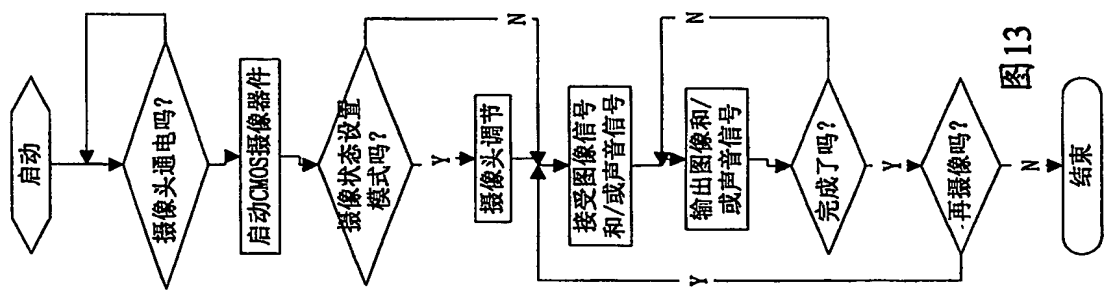 启动
摄像头通电吗?
启动CMOS摄像器件
摄像状态设置
模式吗?
N
Y
摄像头调节
接受图像信号
和/或声音信号
输出图像和/
或声音信号
N
完成了吗?
Y
再摄像吗?
Y
N
结束
图13